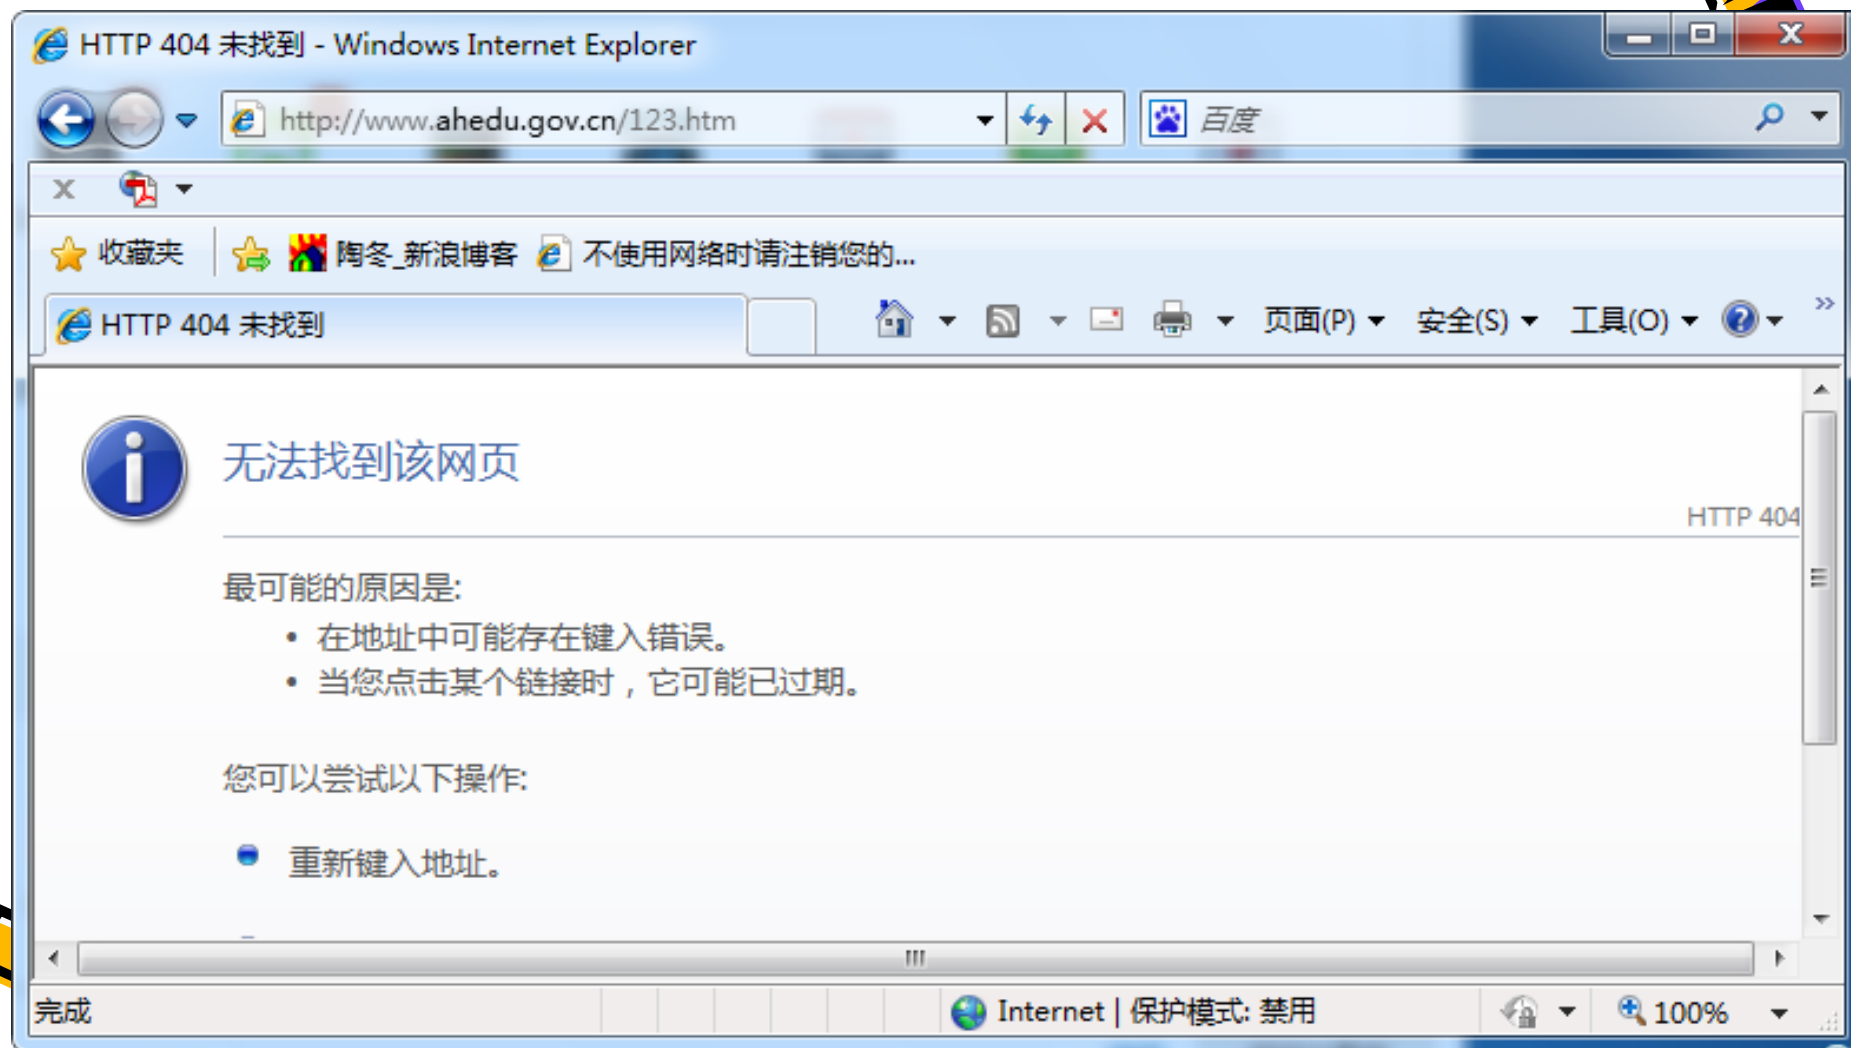 HTTP 404 未找到 - Windows Internet Explorer
http://www.ahedu.gov.cn/123.htm
百度
收藏夹 陶冬_新浪博客 不使用网络时请注销您的...
HTTP 404 未找到 页面(P) 安全(S) 工具(O) »
无法找到该网页
HTTP 404
最可能的原因是:
• 在地址中可能存在键入错误。
• 当您点击某个链接时，它可能已过期。
您可以尝试以下操作:
重新键入地址。
完成 Internet | 保护模式: 禁用 100%